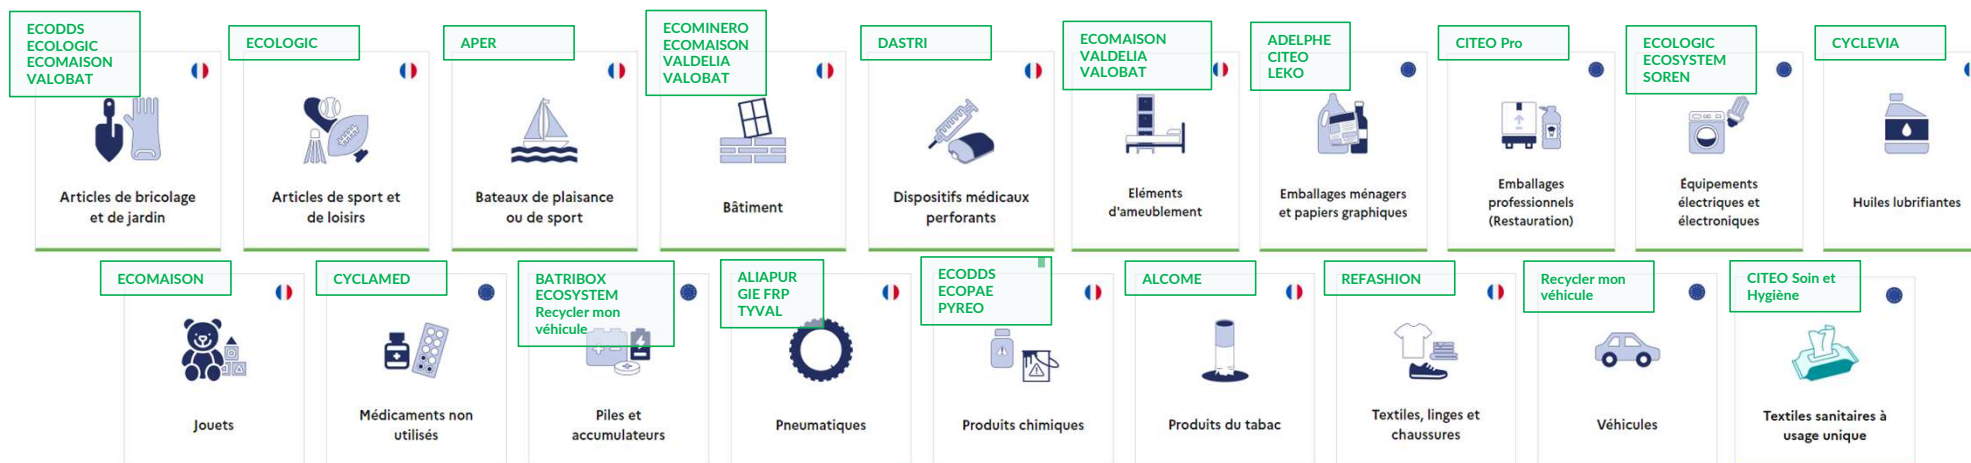 ECODDS
ECOLOGIC
ECOMAISON
VALOBAT
Articles de bricolage
et de jardin
ECOLOGIC
Articles de sport et
de loisirs
APER
Bateaux de plaisance
ou de sport
ECOMINERO
ECOMAISON
VALDELIA
VALOBAT
Bâtiment
DASTRI
Dispositifs médicaux
perforants
ECOMAISON
VALDELIA
VALOBAT
Eléments
d'ameublement
ADELPHE
CITEO
LEKO
Emballages ménagers
et papiers graphiques
CITEO Pro
Emballages
professionnels
(Restauration)
ECOLOGIC
ECOSYSTEM
SOREN
Équipements
électriques et
électroniques
CYCLEVIA
Huiles lubrifiantes
ECOMAISON
Jouets
CYCLAMED
Médicaments non
utilisés
BATRIBOX
ECOSYSTEM
Recycler mon
véhicule
Piles et
accumulateurs
ALIAPUR
GIE FRP
TYVAL
Pneumatiques
ECODDS
ECOPAE
PYREO
Produits chimiques
ALCOME
Produits du tabac
REFASHION
Textiles, linges et
chaussures
Recycler mon
véhicule
Véhicules
CITEO Soin et
Hygiène
Textiles sanitaires à
usage unique